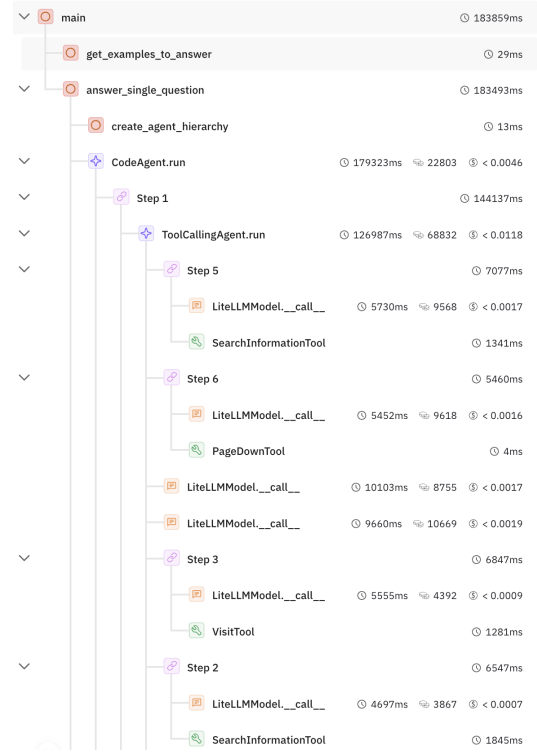 main 183859ms
get_examples_to_answer 29ms
answer_single_question 183493ms
create_agent_hierarchy 13ms
CodeAgent.run 179323ms 22803 < 0.0046
Step 1 144137ms
ToolCallingAgent.run 126987ms 68832 < 0.0118
Step 5 7077ms
LiteLLMModel.__call__ 5730ms 9568 < 0.0017
SearchInformationTool 1341ms
Step 6 5460ms
LiteLLMModel.__call__ 5452ms 9618 < 0.0016
PageDownTool 4ms
LiteLLMModel.__call__ 10103ms 8755 < 0.0017
LiteLLMModel.__call__ 9660ms 10669 < 0.0019
Step 3 6847ms
LiteLLMModel.__call__ 5555ms 4392 < 0.0009
VisitTool 1281ms
Step 2 6547ms
LiteLLMModel.__call__ 4697ms 3867 < 0.0007
SearchInformationTool 1845ms